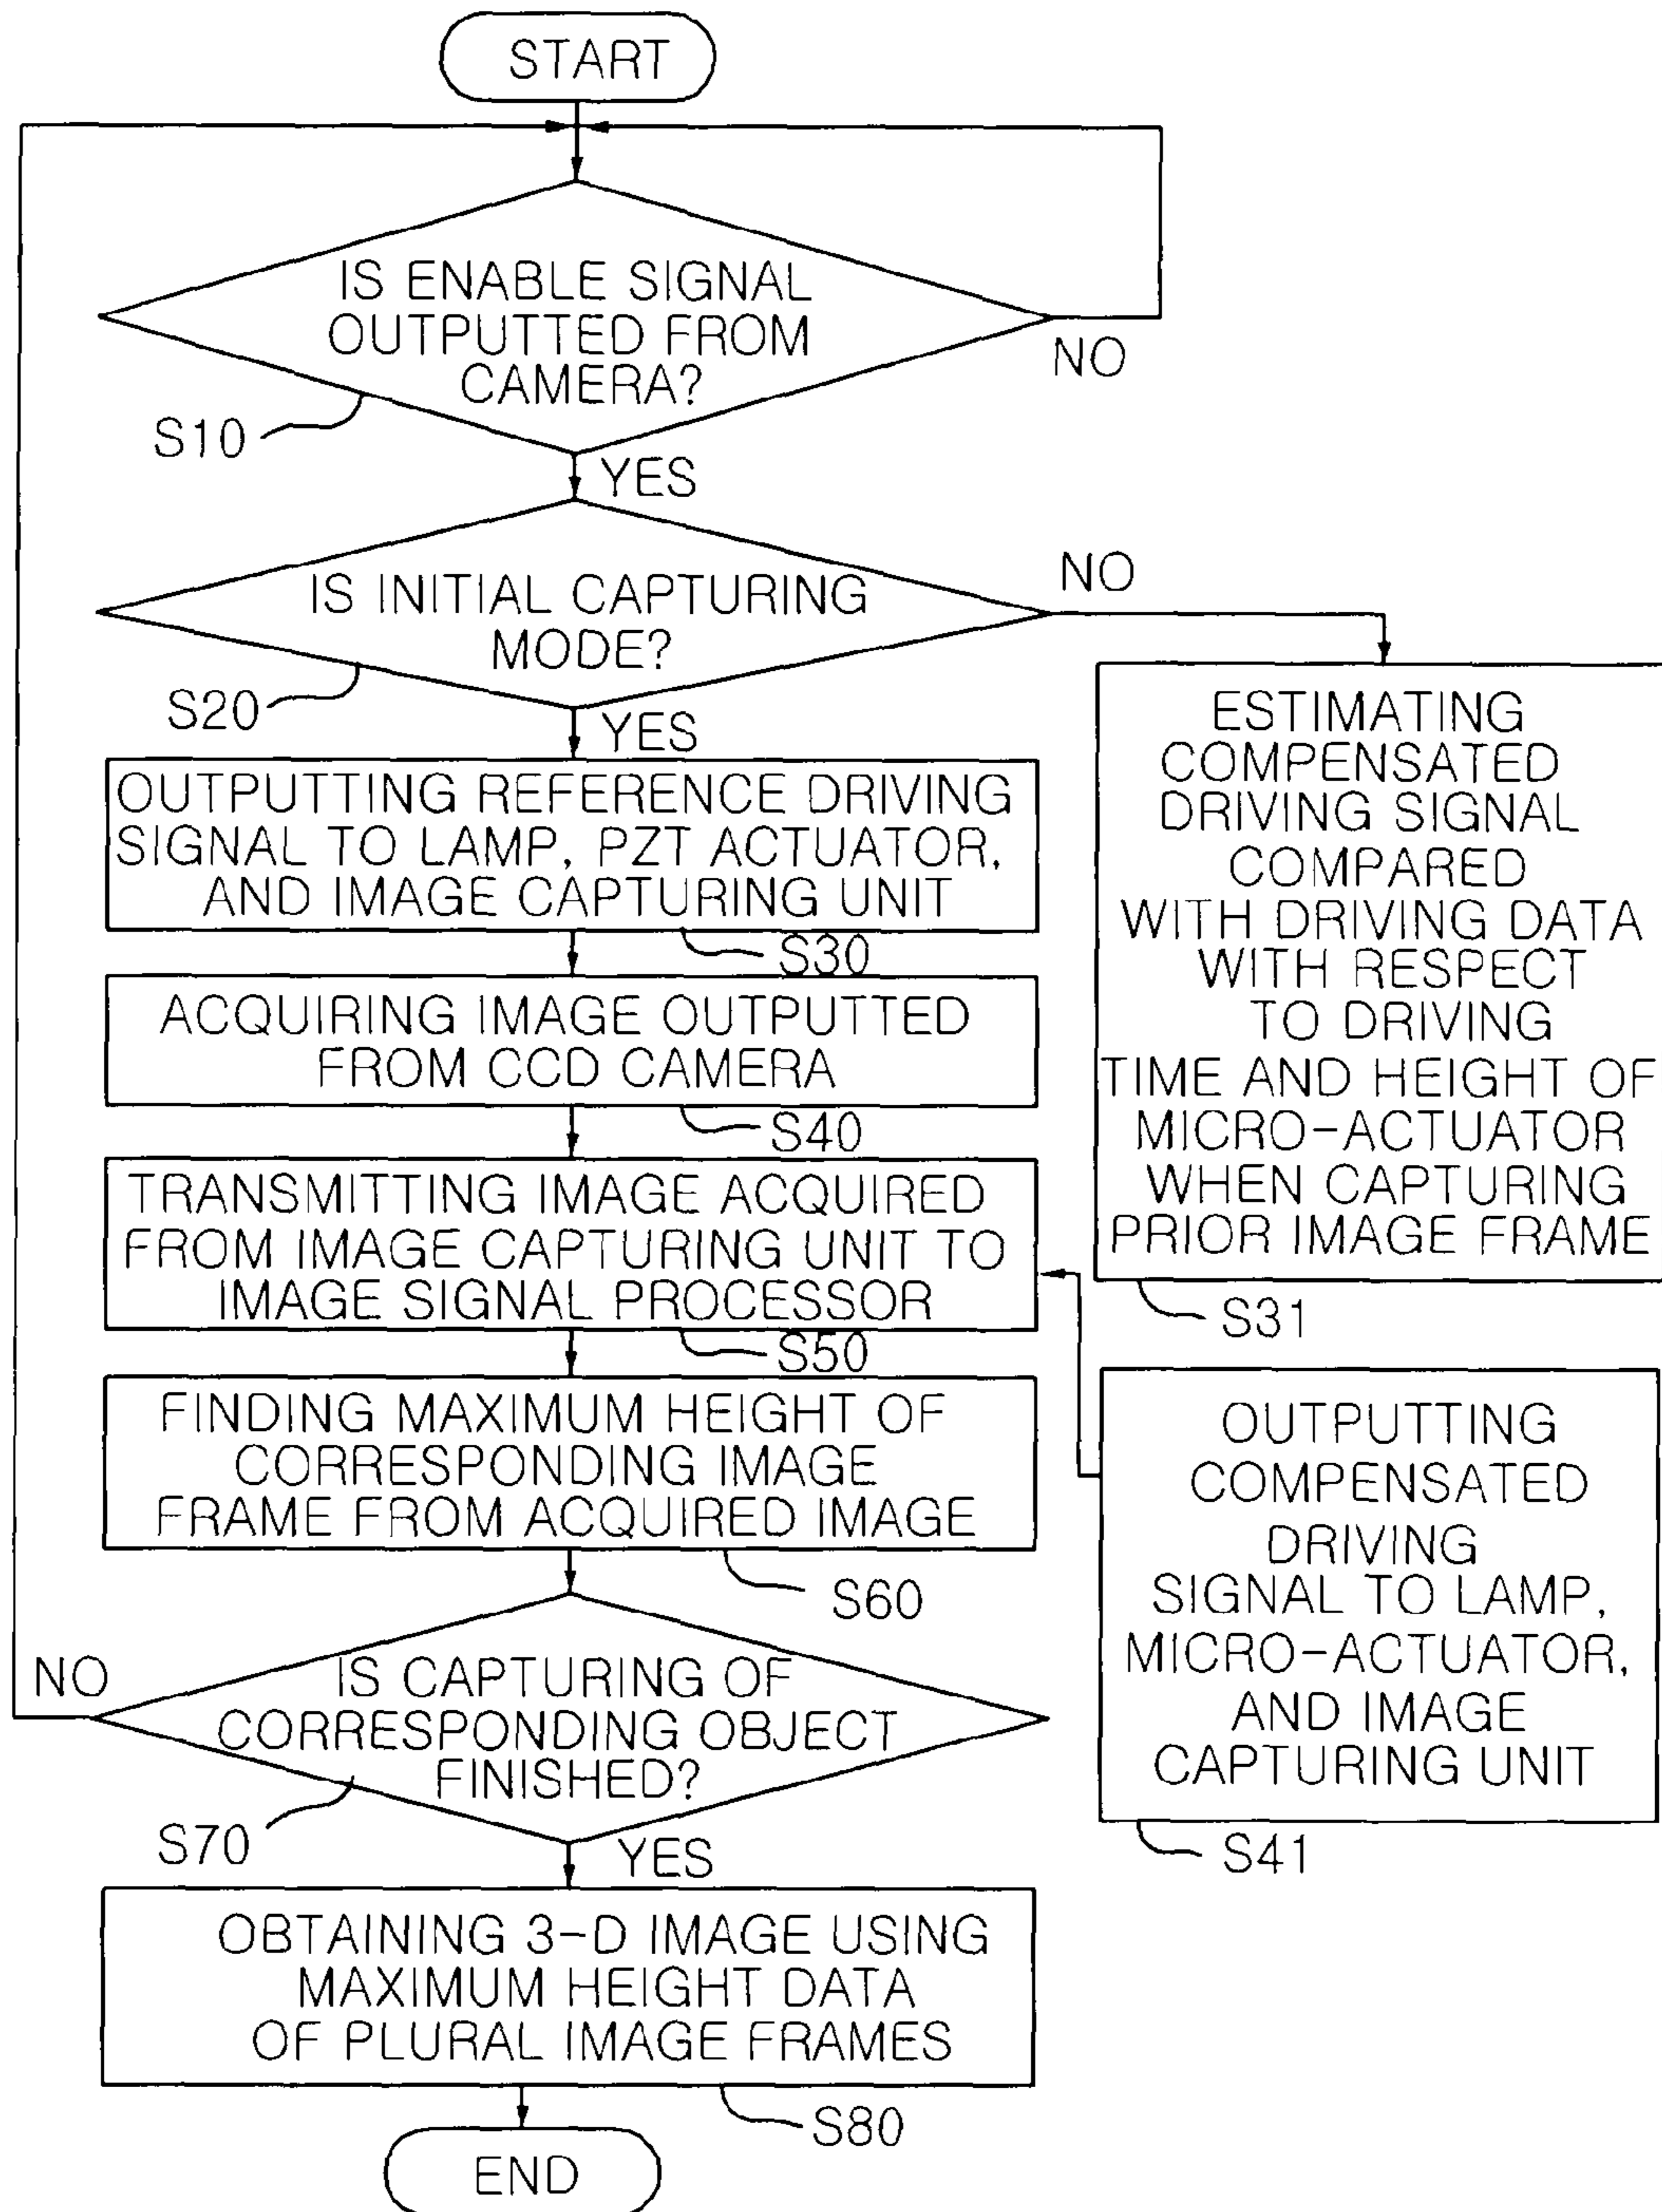 START
IS ENABLE SIGNAL
OUTPUTTED FROM
CAMERA?
NO
S10
YES
IS INITIAL CAPTURING
MODE?
NO
S20
YES
OUTPUTTING REFERENCE DRIVING
SIGNAL TO LAMP, PZT ACTUATOR,
AND IMAGE CAPTURING UNIT
S30
ACQUIRING IMAGE OUTPUTTED
FROM CCD CAMERA
S40
TRANSMITTING IMAGE ACQUIRED
FROM IMAGE CAPTURING UNIT TO
IMAGE SIGNAL PROCESSOR
S50
FINDING MAXIMUM HEIGHT OF
CORRESPONDING IMAGE
FRAME FROM ACQUIRED IMAGE
S60
NO
IS CAPTURING OF
CORRESPONDING OBJECT
FINISHED?
S70
YES
OBTAINING 3-D IMAGE USING
MAXIMUM HEIGHT DATA
OF PLURAL IMAGE FRAMES
S80
END
ESTIMATING
COMPENSATED
DRIVING SIGNAL
COMPARED
WITH DRIVING DATA
WITH RESPECT
TO DRIVING
TIME AND HEIGHT OF
MICRO-ACTUATOR
WHEN CAPTURING
PRIOR IMAGE FRAME
S31
OUTPUTTING
COMPENSATED
DRIVING
SIGNAL TO LAMP,
MICRO-ACTUATOR,
AND IMAGE
CAPTURING UNIT
S41